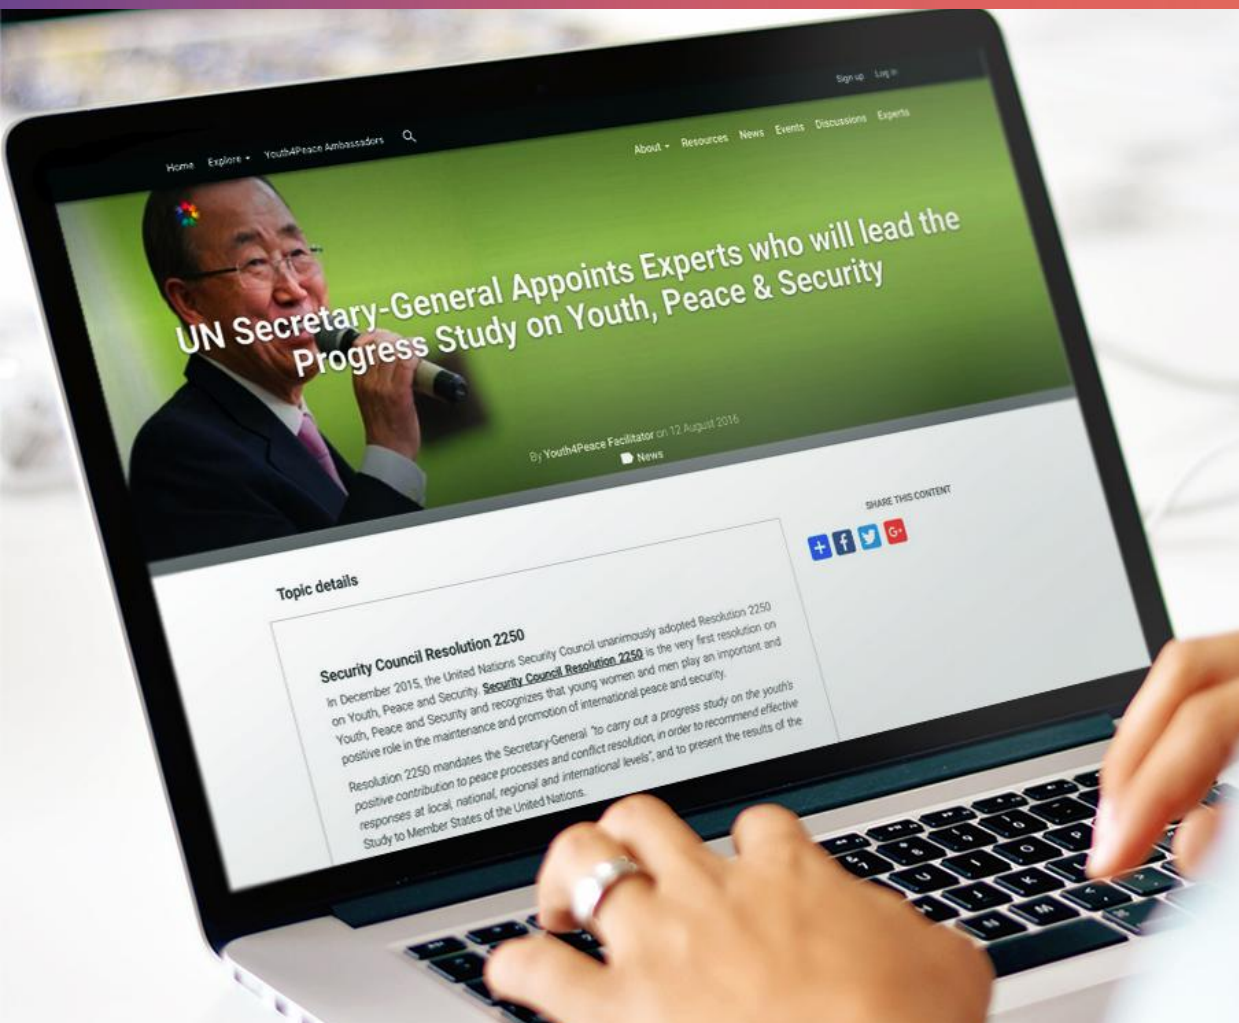 Sign up Log in
Home Explore Youth4Peace Ambassadors
About Resources News Events Discussions Experts
UN Secretary-General Appoints Experts who will lead the
Progress Study on Youth, Peace & Security
By Youth4Peace Facilitator on 12 August 2016
News
SHARE THIS CONTENT
Topic details
Security Council Resolution 2250
In December 2015, the United Nations Security Council unanimously adopted Resolution 2250
on Youth, Peace and Security. Security Council Resolution 2250 is the very first resolution on
Youth, Peace and Security and recognizes that young women and men play an important and
positive role in the maintenance and promotion of international peace and security.
Resolution 2250 mandates the Secretary-General "to carry out a progress study on the youth's
positive contribution to peace processes and conflict resolution, in order to recommend effective
responses at local, national, regional and international levels", and to present the results of the
Study to Member States of the United Nations.